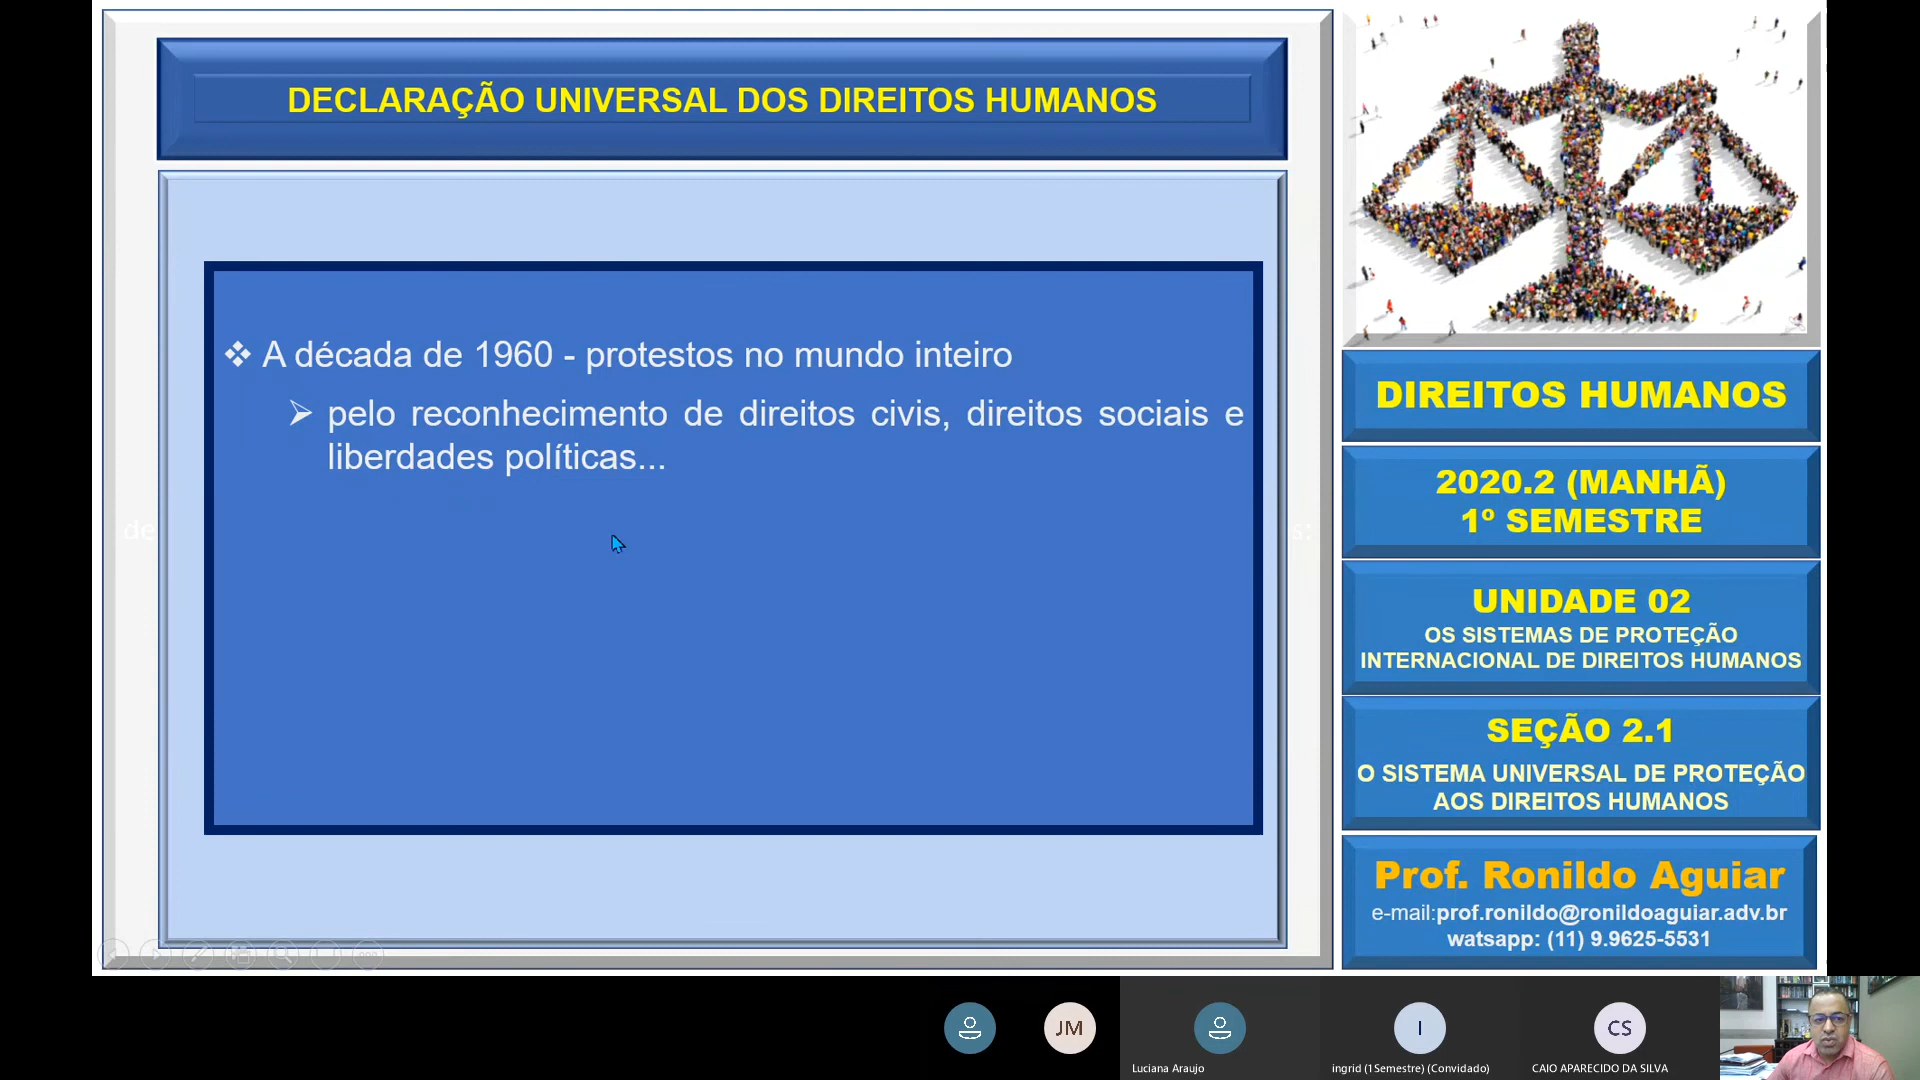 DECLARAÇÃO UNIVERSAL DOS DIREITOS HUMANOS
❖ A década de 1960 - protestos no mundo inteiro
➢ pelo reconhecimento de direitos civis, direitos sociais e
liberdades políticas...
de
s:
DIREITOS HUMANOS
2020.2 (MANHÃ)
1º SEMESTRE
UNIDADE 02
OS SISTEMAS DE PROTEÇÃO
INTERNACIONAL DE DIREITOS HUMANOS
SEÇÃO 2.1
O SISTEMA UNIVERSAL DE PROTEÇÃO
AOS DIREITOS HUMANOS
Prof. Ronildo Aguiar
e-mail:prof.ronildo@ronildoaguiar.adv.br
watsapp: (11) 9.9625-5531
JM
I
CS
Luciana Araujo
ingrid (1Semestre) (Convidado)
CAIO APARECIDO DA SILVA